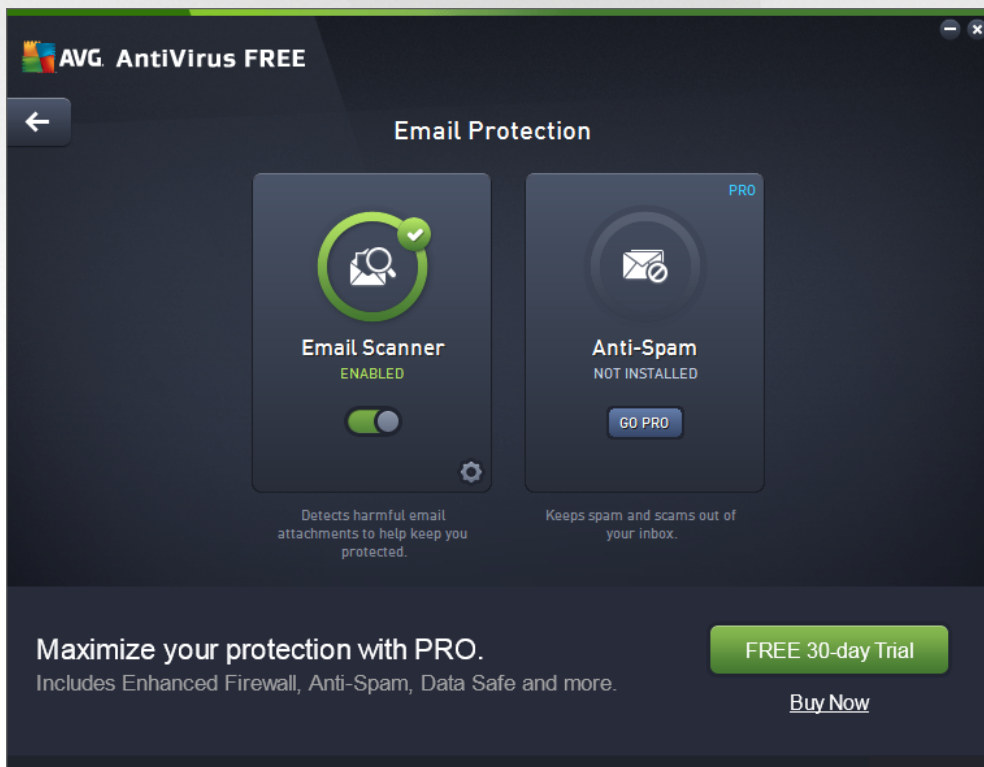 AVG. AntiVirus FREE
Email Protection
PRO
Email Scanner
ENABLED
Detects harmful email
attachments to help keep you
protected.
Anti-Spam
NOT INSTALLED
GO PRO
Keeps spam and scams out of
your inbox.
Maximize your protection with PRO.
Includes Enhanced Firewall, Anti-Spam, Data Safe and more.
FREE 30-day Trial
Buy Now